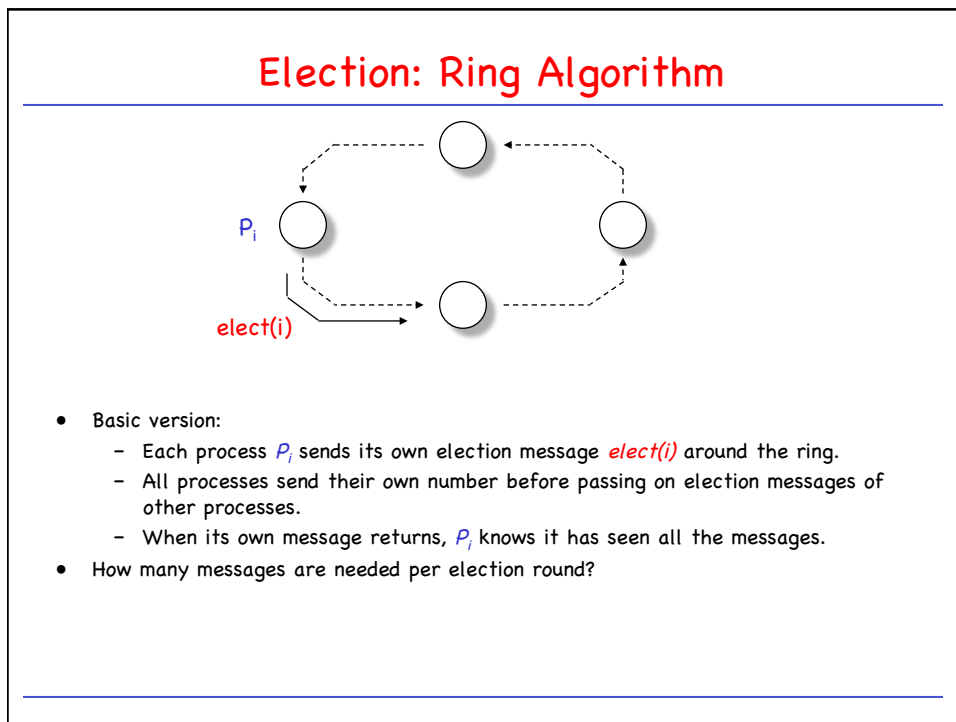 Election: Ring Algorithm
Pi
elect(i)
• Basic version:
– Each process Pi sends its own election message elect(i) around the ring.
– All processes send their own number before passing on election messages of
other processes.
– When its own message returns, Pi knows it has seen all the messages.
• How many messages are needed per election round?